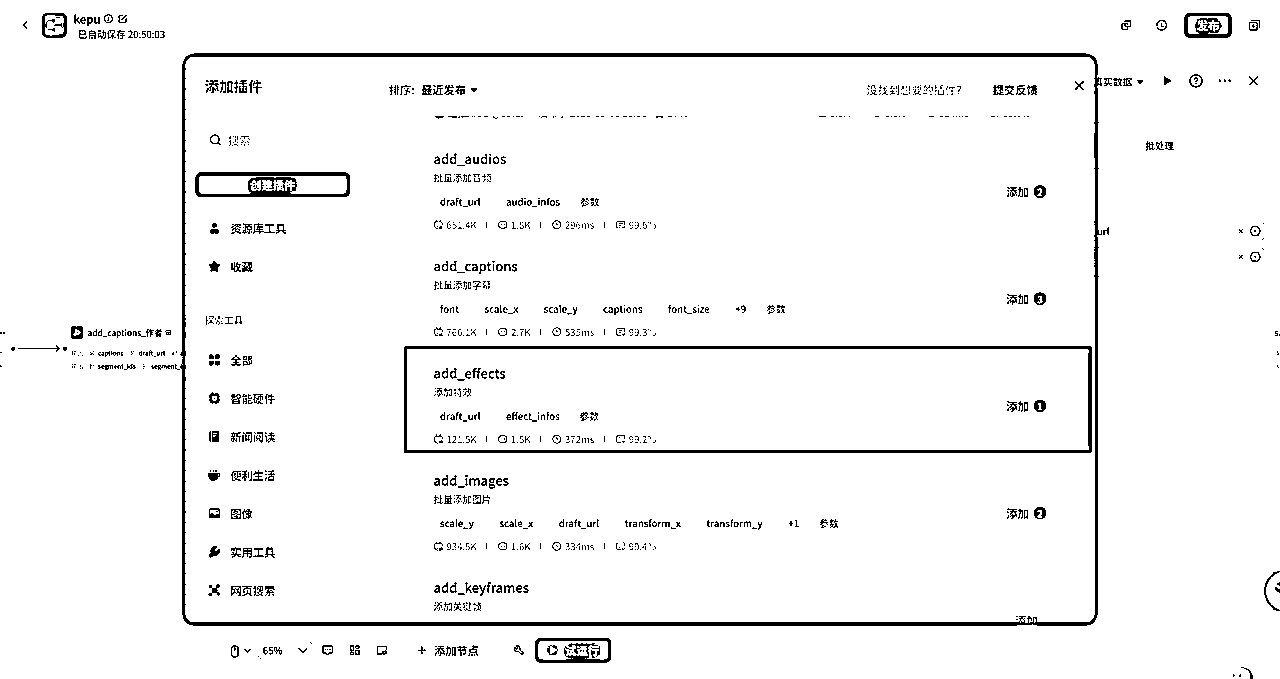 kepu
已自动保存 20:50:03
发布
添加插件
排序: 最近发布
没找到想要的插件?
提交反馈
真实数据
搜索
批处理
add_audios
批量添加音频
draft_url audio_infos 参数
添加 2
651.4K 1.5K 296ms 99.6%
创建插件
资源库工具
收藏
url
add_captions
批量添加字幕
font scale_x scale_y captions font_size +9 参数
添加 3
766.1K 2.7K 535ms 99.3%
探索工具
add_captions_作者
captions draft_url
segment_ids
全部
智能硬件
新闻阅读
便利生活
图像
实用工具
网页搜索
add_effects
添加特效
draft_url effect_infos 参数
添加 1
121.5K 1.5K 372ms 99.2%
add_images
批量添加图片
scale_y scale_x draft_url transform_x transform_y +1 参数
添加 2
934.5K 1.6K 334ms 99.4%
add_keyframes
添加关键帧
添加
65%
添加节点
试运行